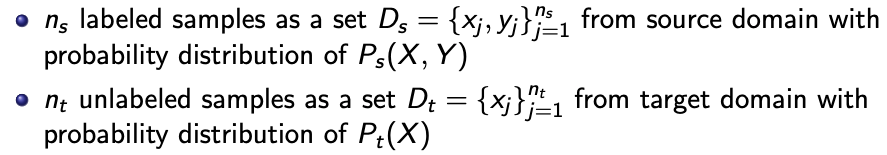 • n_s labeled samples as a set D_s = {x_j, y_j}_{j=1}^{n_s} from source domain with
probability distribution of P_s(X, Y)
• n_t unlabeled samples as a set D_t = {x_j}_{j=1}^{n_t} from target domain with
probability distribution of P_t(X)